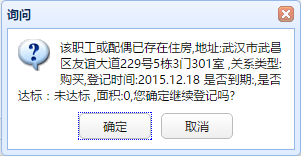 询问
该职工或配偶已存在住房,地址:武汉市武昌
区友谊大道229号5栋3门301室 ,关系类型:
购买,登记时间:2015.12.18 是否到期:,是否
达标：未达标 ,面积:0,您确定继续登记吗?
确定
取消